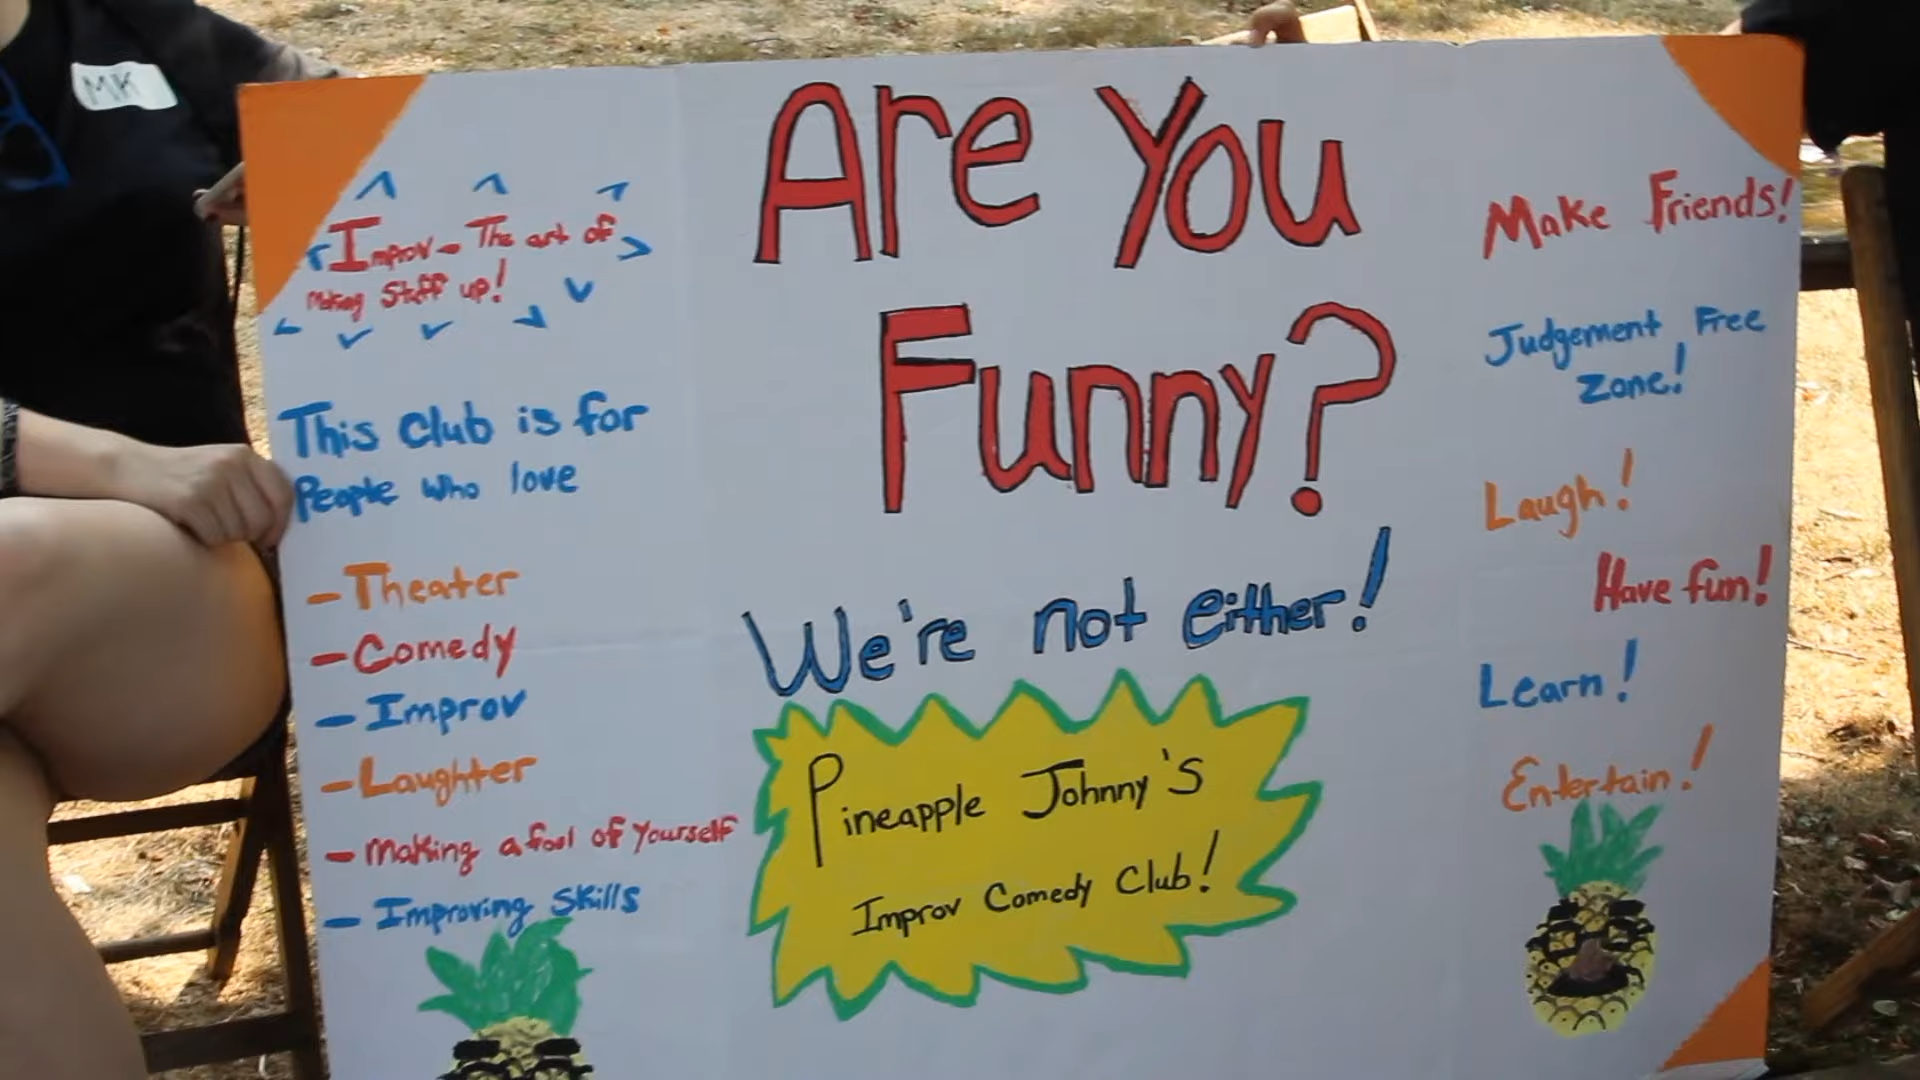 MK
Improv - The art of
Making Stuff up!
This Club is for
People who love
- Theater
- Comedy
- Improv
- Laughter
- Making a fool of Yourself
- Improving Skills
Are You
Funny?
We're not either!
Pineapple Johnny's
Improv Comedy Club!
Make Friends!
Judgement Free
Zone!
Laugh!
Have fun!
Learn!
Entertain!